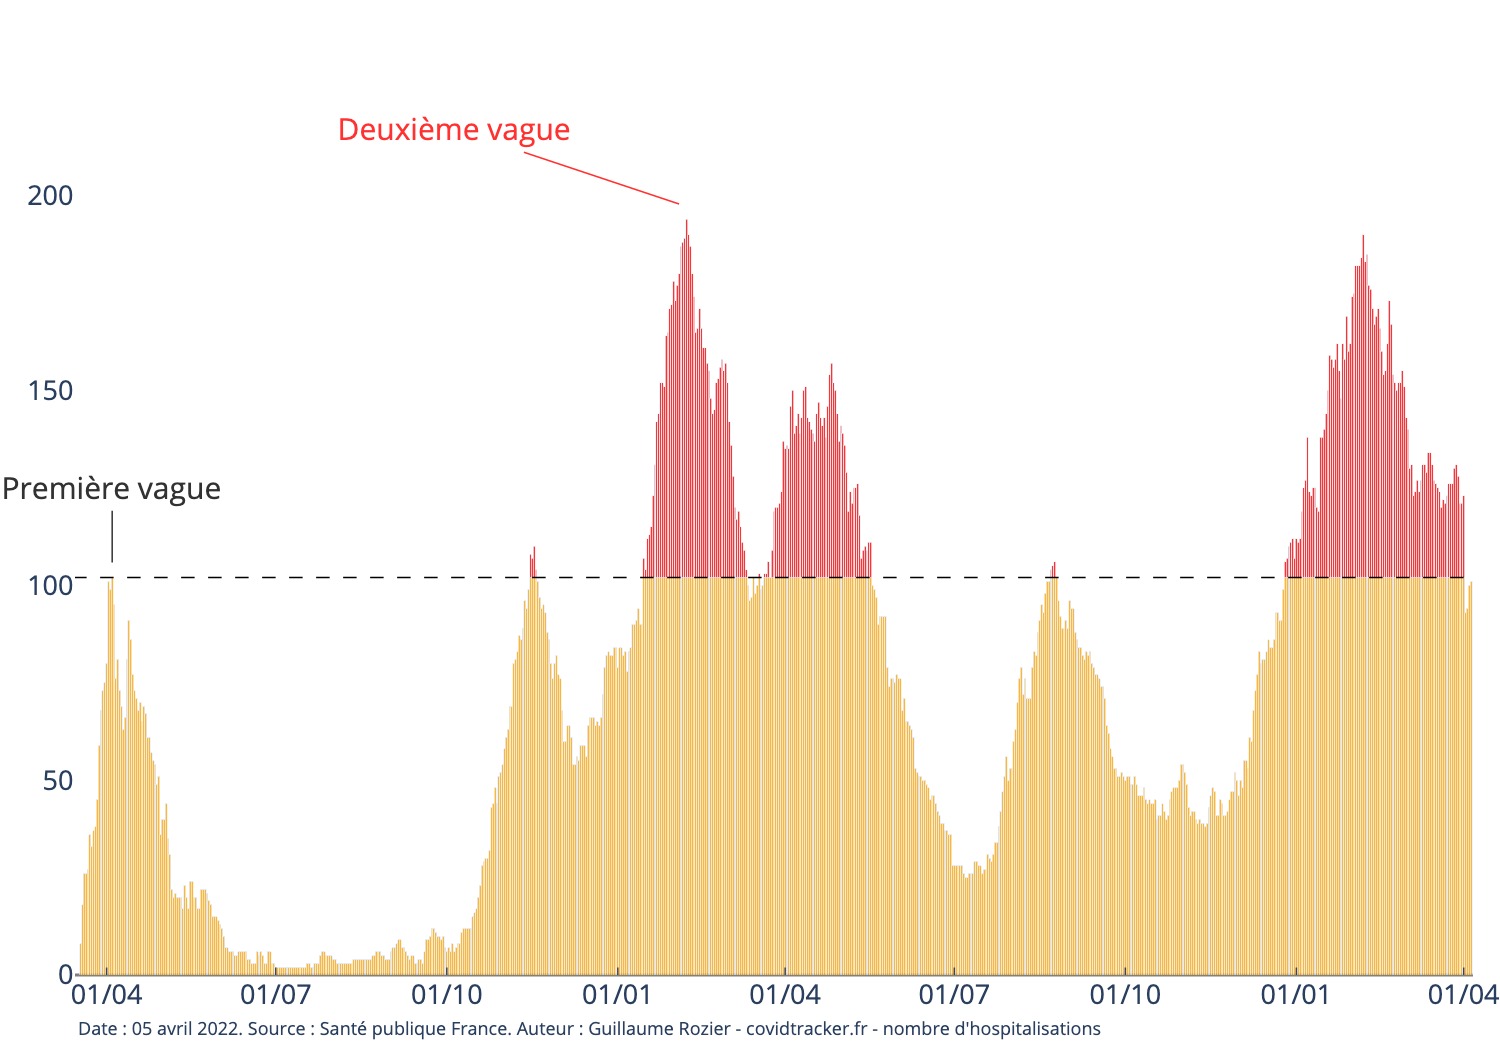 Deuxième vague
200
150
Première vague
100
50
0
01/04 01/07 01/10 01/01 01/04 01/07 01/10 01/01 01/04
Date : 05 avril 2022. Source : Santé publique France. Auteur : Guillaume Rozier - covidtracker.fr - nombre d'hospitalisations